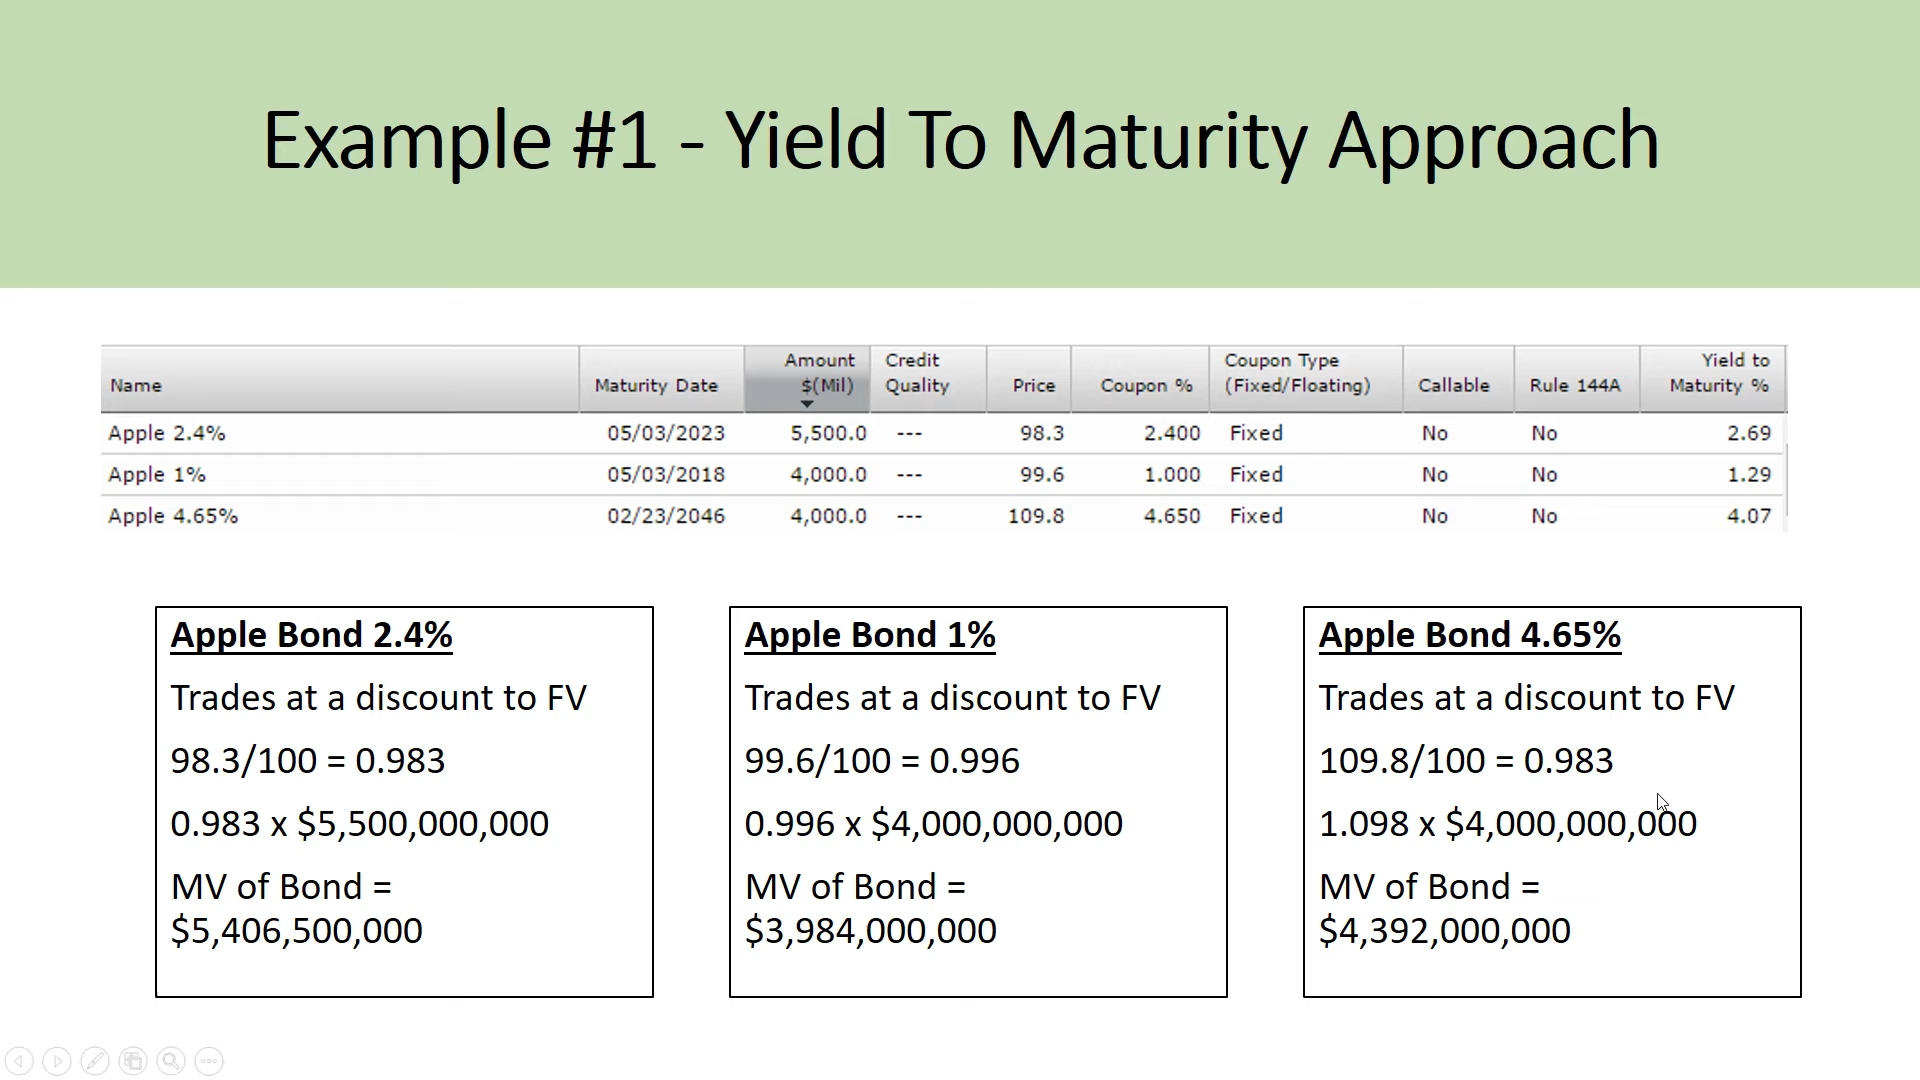 Example #1 - Yield To Maturity Approach
Name Maturity Date Amount $(Mil) Credit Quality Price Coupon % Coupon Type (Fixed/Floating) Callable Rule 144A Yield to Maturity %
Apple 2.4% 05/03/2023 5,500.0 --- 98.3 2.400 Fixed No No 2.69
Apple 1% 05/03/2018 4,000.0 --- 99.6 1.000 Fixed No No 1.29
Apple 4.65% 02/23/2046 4,000.0 --- 109.8 4.650 Fixed No No 4.07
Apple Bond 2.4%
Trades at a discount to FV
98.3/100 = 0.983
0.983 x $5,500,000,000
MV of Bond =
$5,406,500,000
Apple Bond 1%
Trades at a discount to FV
99.6/100 = 0.996
0.996 x $4,000,000,000
MV of Bond =
$3,984,000,000
Apple Bond 4.65%
Trades at a discount to FV
109.8/100 = 0.983
1.098 x $4,000,000,000
MV of Bond =
$4,392,000,000